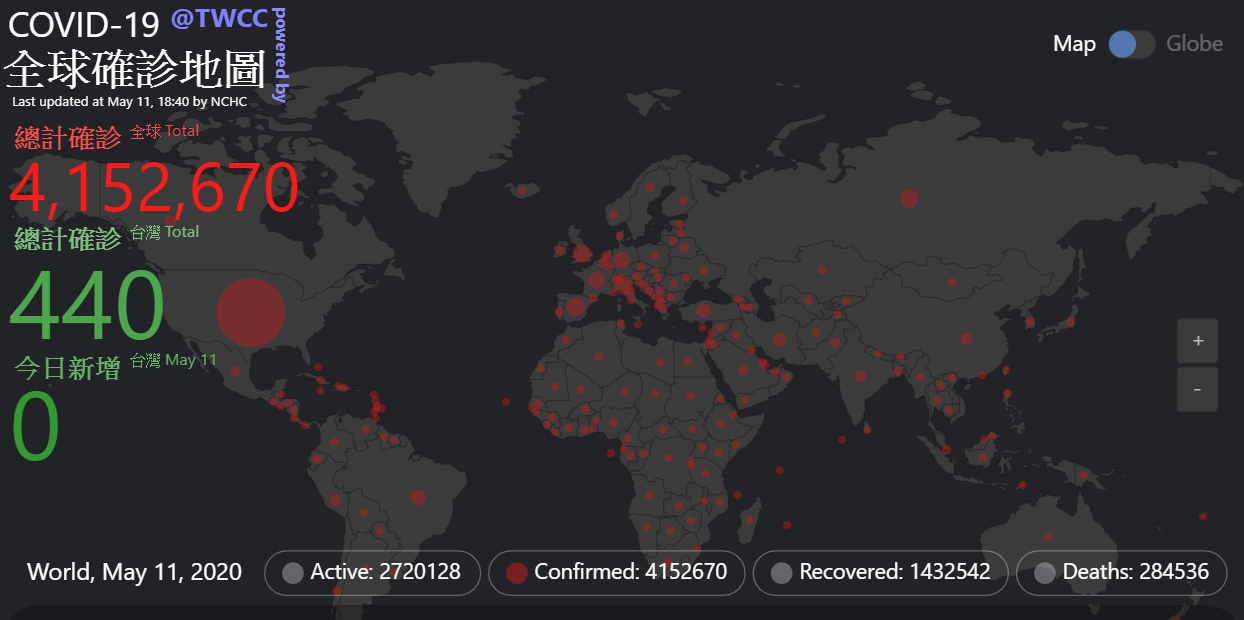 COVID-19 @TWCC
powered by
全球確診地圖
Last updated at May 11, 18:40 by NCHC
Map Globe
總計確診 全球 Total
4,152,670
總計確診 台灣 Total
440
今日新增 台灣 May 11
0
+
-
World, May 11, 2020
Active: 2720128
Confirmed: 4152670
Recovered: 1432542
Deaths: 284536